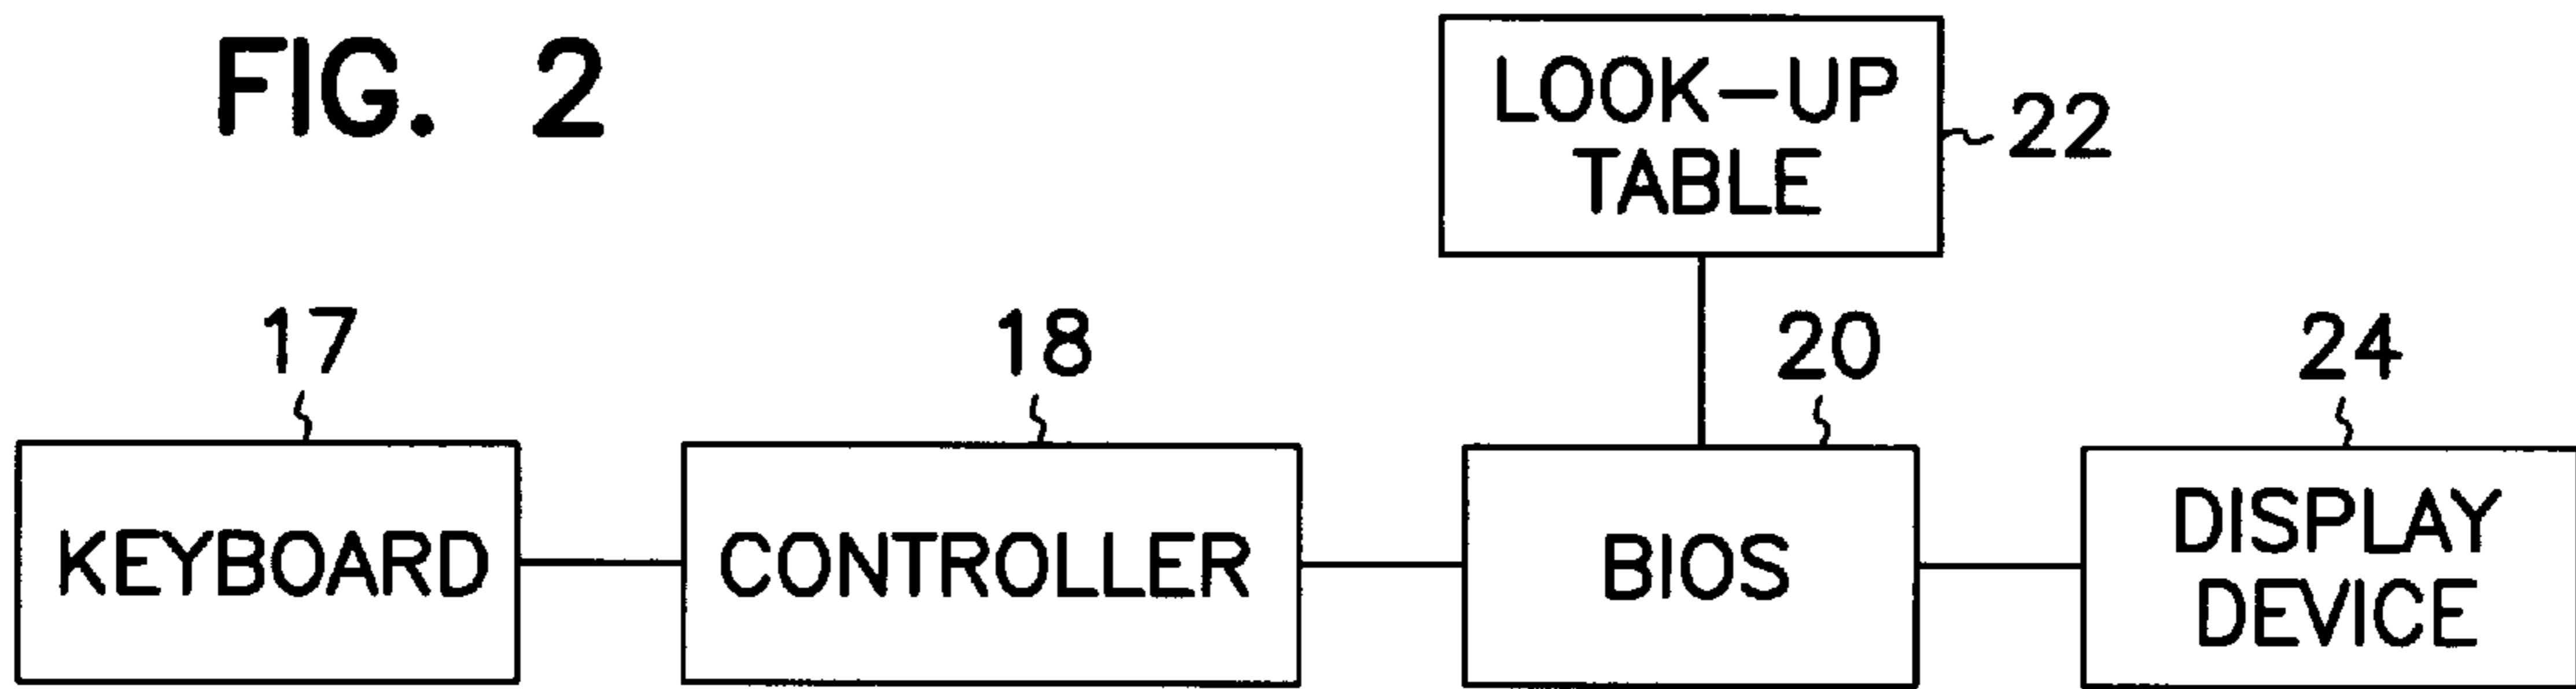 FIG. 2
LOOK-UP
TABLE
22
17
18
20
24
KEYBOARD
CONTROLLER
BIOS
DISPLAY
DEVICE